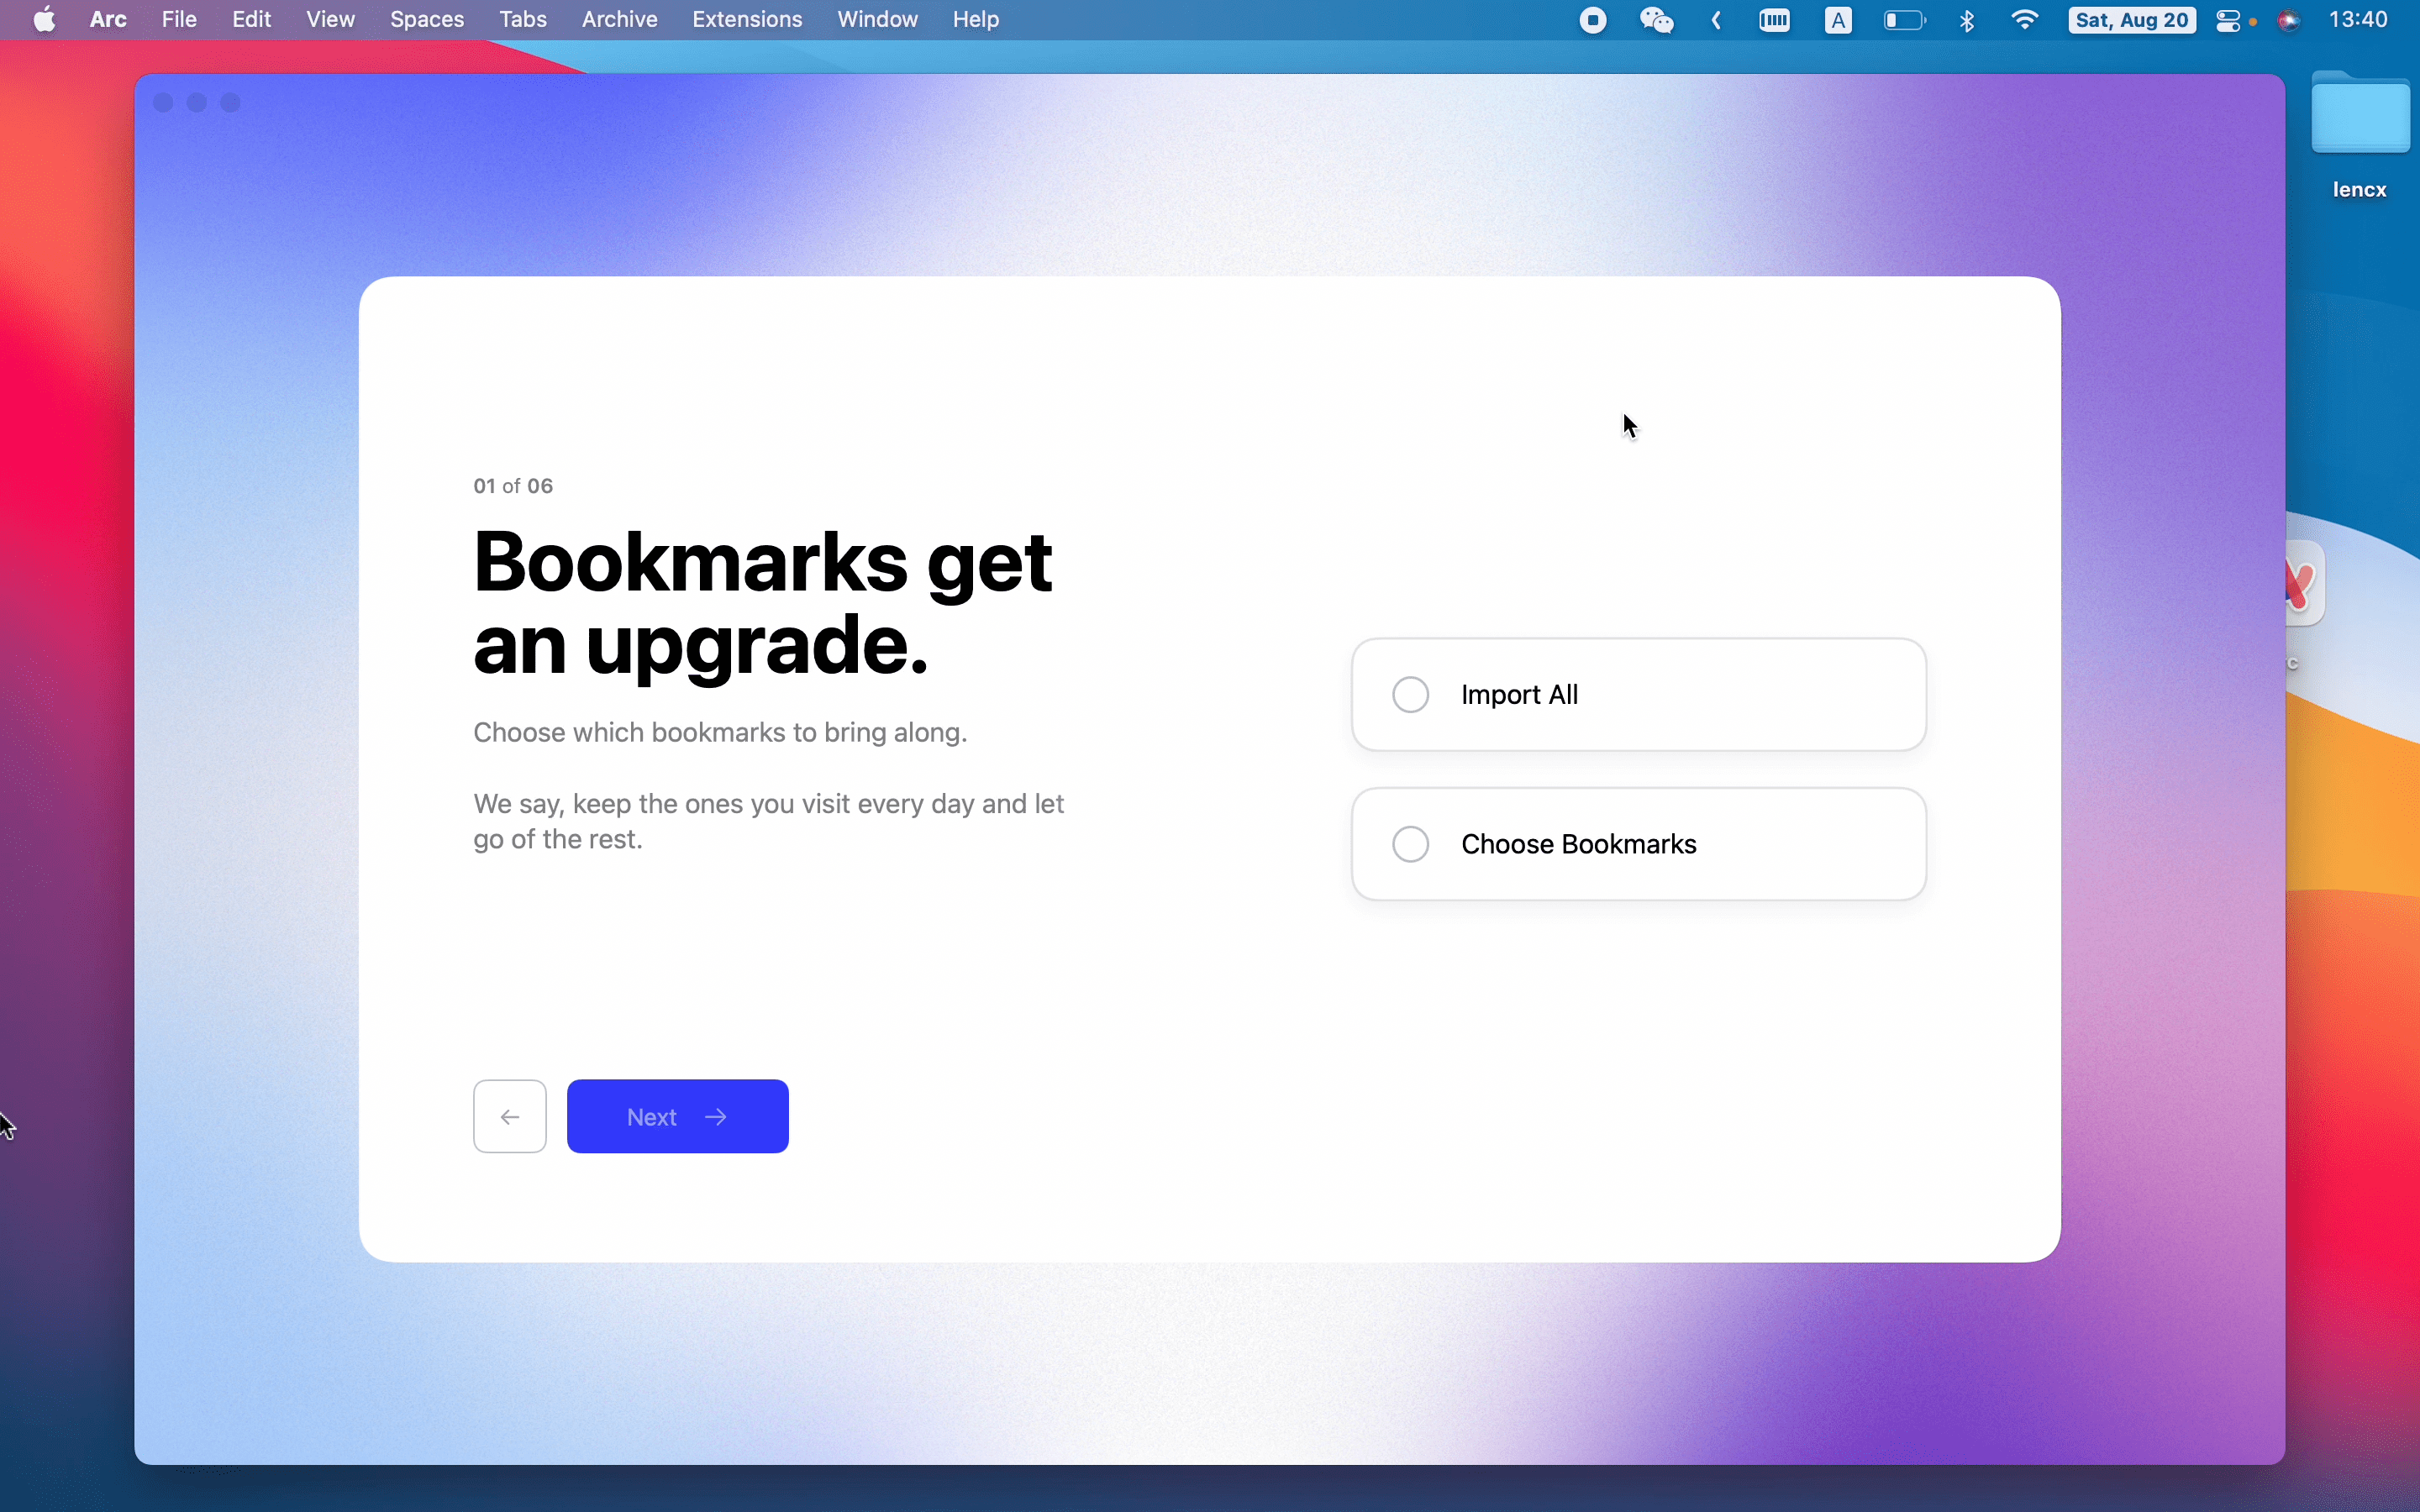 Arc File Edit View Spaces Tabs Archive Extensions Window Help A Sat, Aug 20 13:40
lencx
01 of 06
Bookmarks get
an upgrade.
Choose which bookmarks to bring along.
We say, keep the ones you visit every day and let
go of the rest.
Import All
Choose Bookmarks
Next